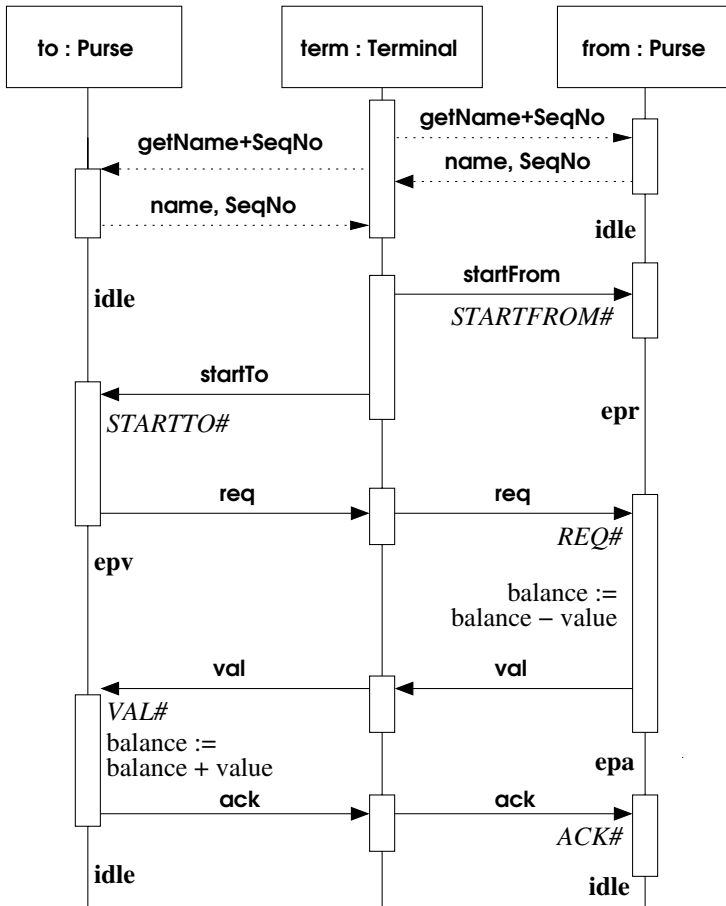 to : Purse
term : Terminal
from : Purse
getName+SeqNo
getName+SeqNo
name, SeqNo
name, SeqNo
idle
startFrom
idle
STARTFROM#
startTo
epr
STARTTO#
req
req
REQ#
epv
balance :=
balance − value
val
val
VAL#
balance :=
balance + value
epa
ack
ack
ACK#
idle
idle